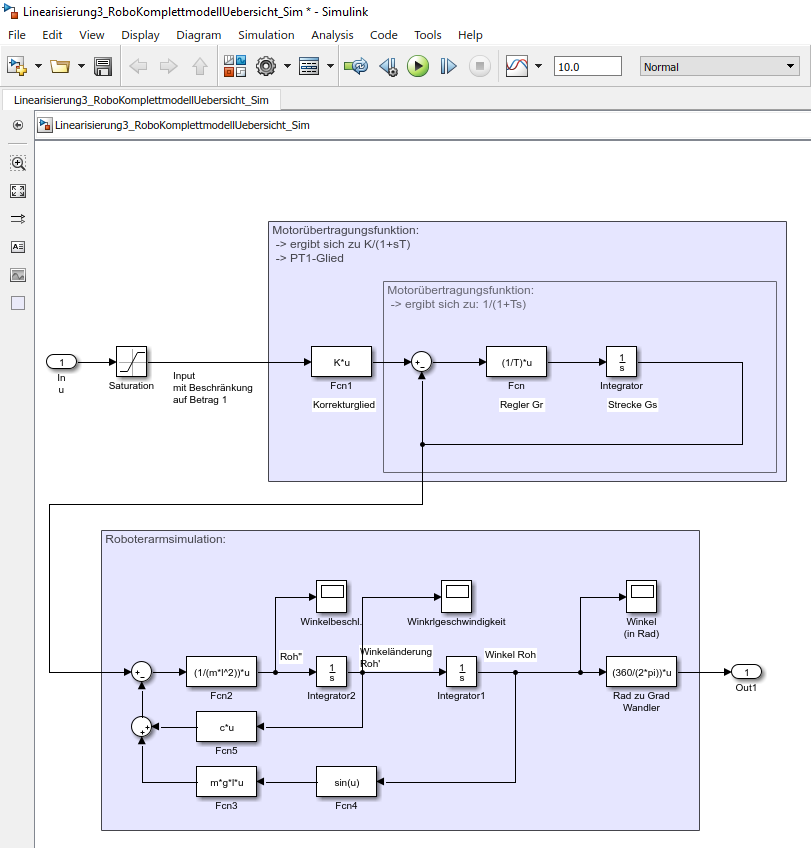 Linearisierung3_RoboKomplettmodellUebersicht_Sim * - Simulink
File Edit View Display Diagram Simulation Analysis Code Tools Help
10.0 Normal
Linearisierung3_RoboKomplettmodellUebersicht_Sim
Linearisierung3_RoboKomplettmodellUebersicht_Sim
Motorübertragungsfunktion:
-> ergibt sich zu K/(1+sT)
-> PT1-Glied
Motorübertragungsfunktion:
-> ergibt sich zu: 1/(1+Ts)
1
In
u
Saturation
Input
mit Beschränkung
auf Betrag 1
K*u
Fcn1
Korrekturglied
(1/T)*u
Fcn
Regler Gr
1
s
Integrator
Strecke Gs
Roboterarmsimulation:
Winkelbeschl.
Winkrlgeschwindigkeit
Winkel
(in Rad)
(1/(m*l^2))*u
Fcn2
Roh"
1
s
Integrator2
Winkeländerung
Roh'
1
s
Integrator1
Winkel Roh
(360/(2*pi))*u
Rad zu Grad
Wandler
1
Out1
c*u
Fcn5
m*g*l*u
Fcn3
sin(u)
Fcn4